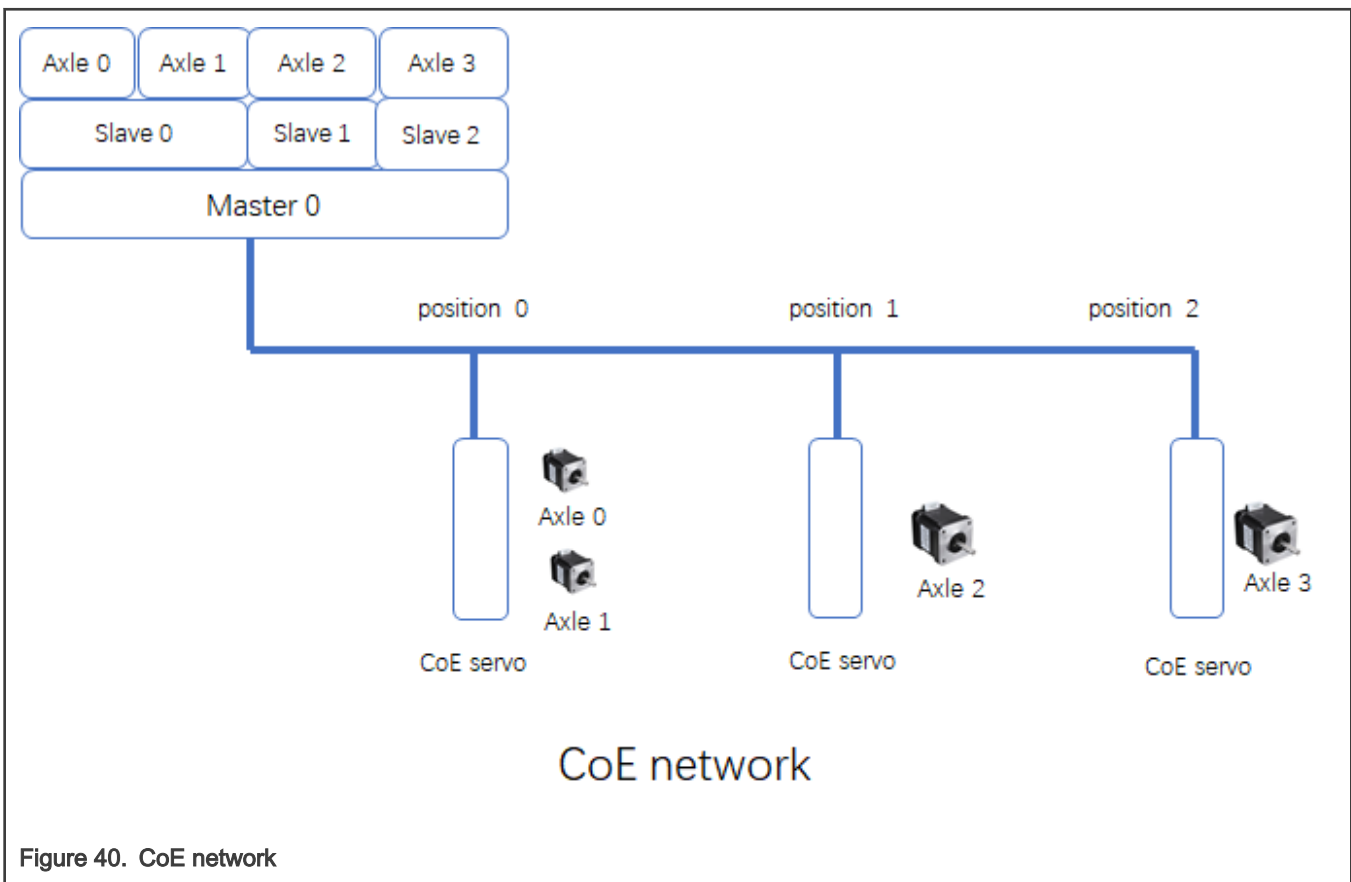 Axle 0 Axle 1 Axle 2 Axle 3
Slave 0 Slave 1 Slave 2
Master 0
position 0 position 1 position 2
Axle 0
Axle 1
Axle 2
Axle 3
CoE servo CoE servo CoE servo
CoE network
Figure 40. CoE network